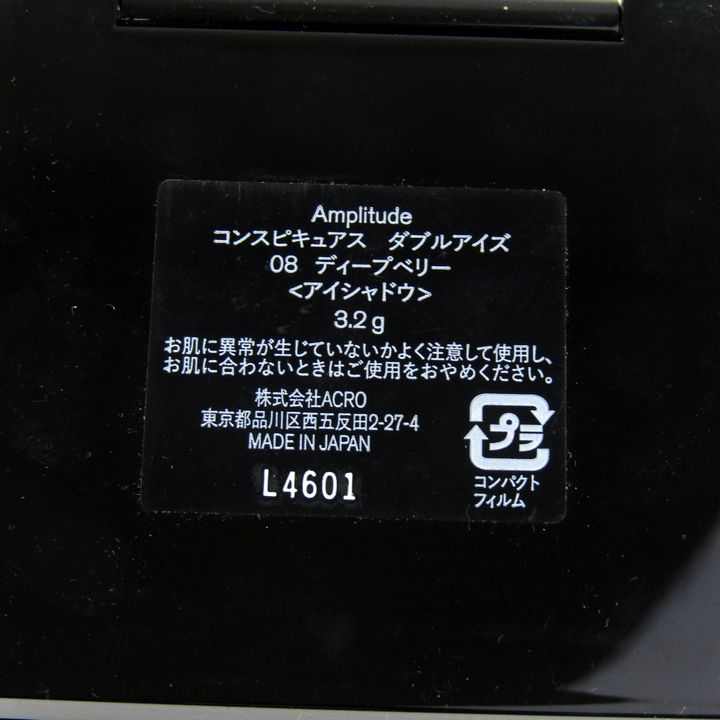 Amplitude
コンスピキュアス　ダブルアイズ
08 ディープベリー
<アイシャドウ>
3.2g
お肌に異常が生じていないかよく注意して使用し、
お肌に合わないときはご使用をおやめください。
株式会社ACRO
東京都品川区西五反田2-27-4
MADE IN JAPAN
L4601
プラ
コンパクト
フィルム